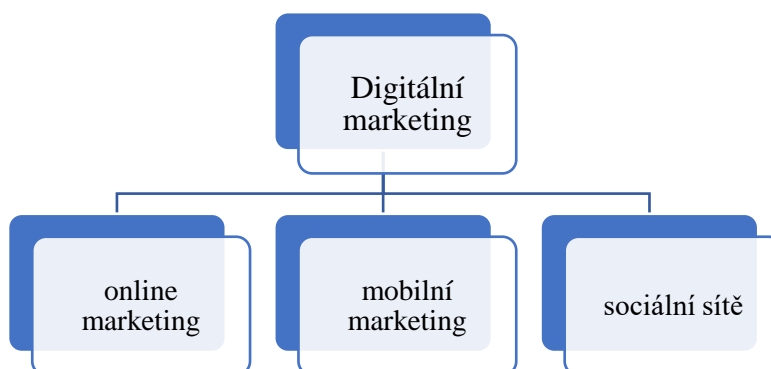 Digitální
marketing
online
marketing
mobilní
marketing
sociální sítě